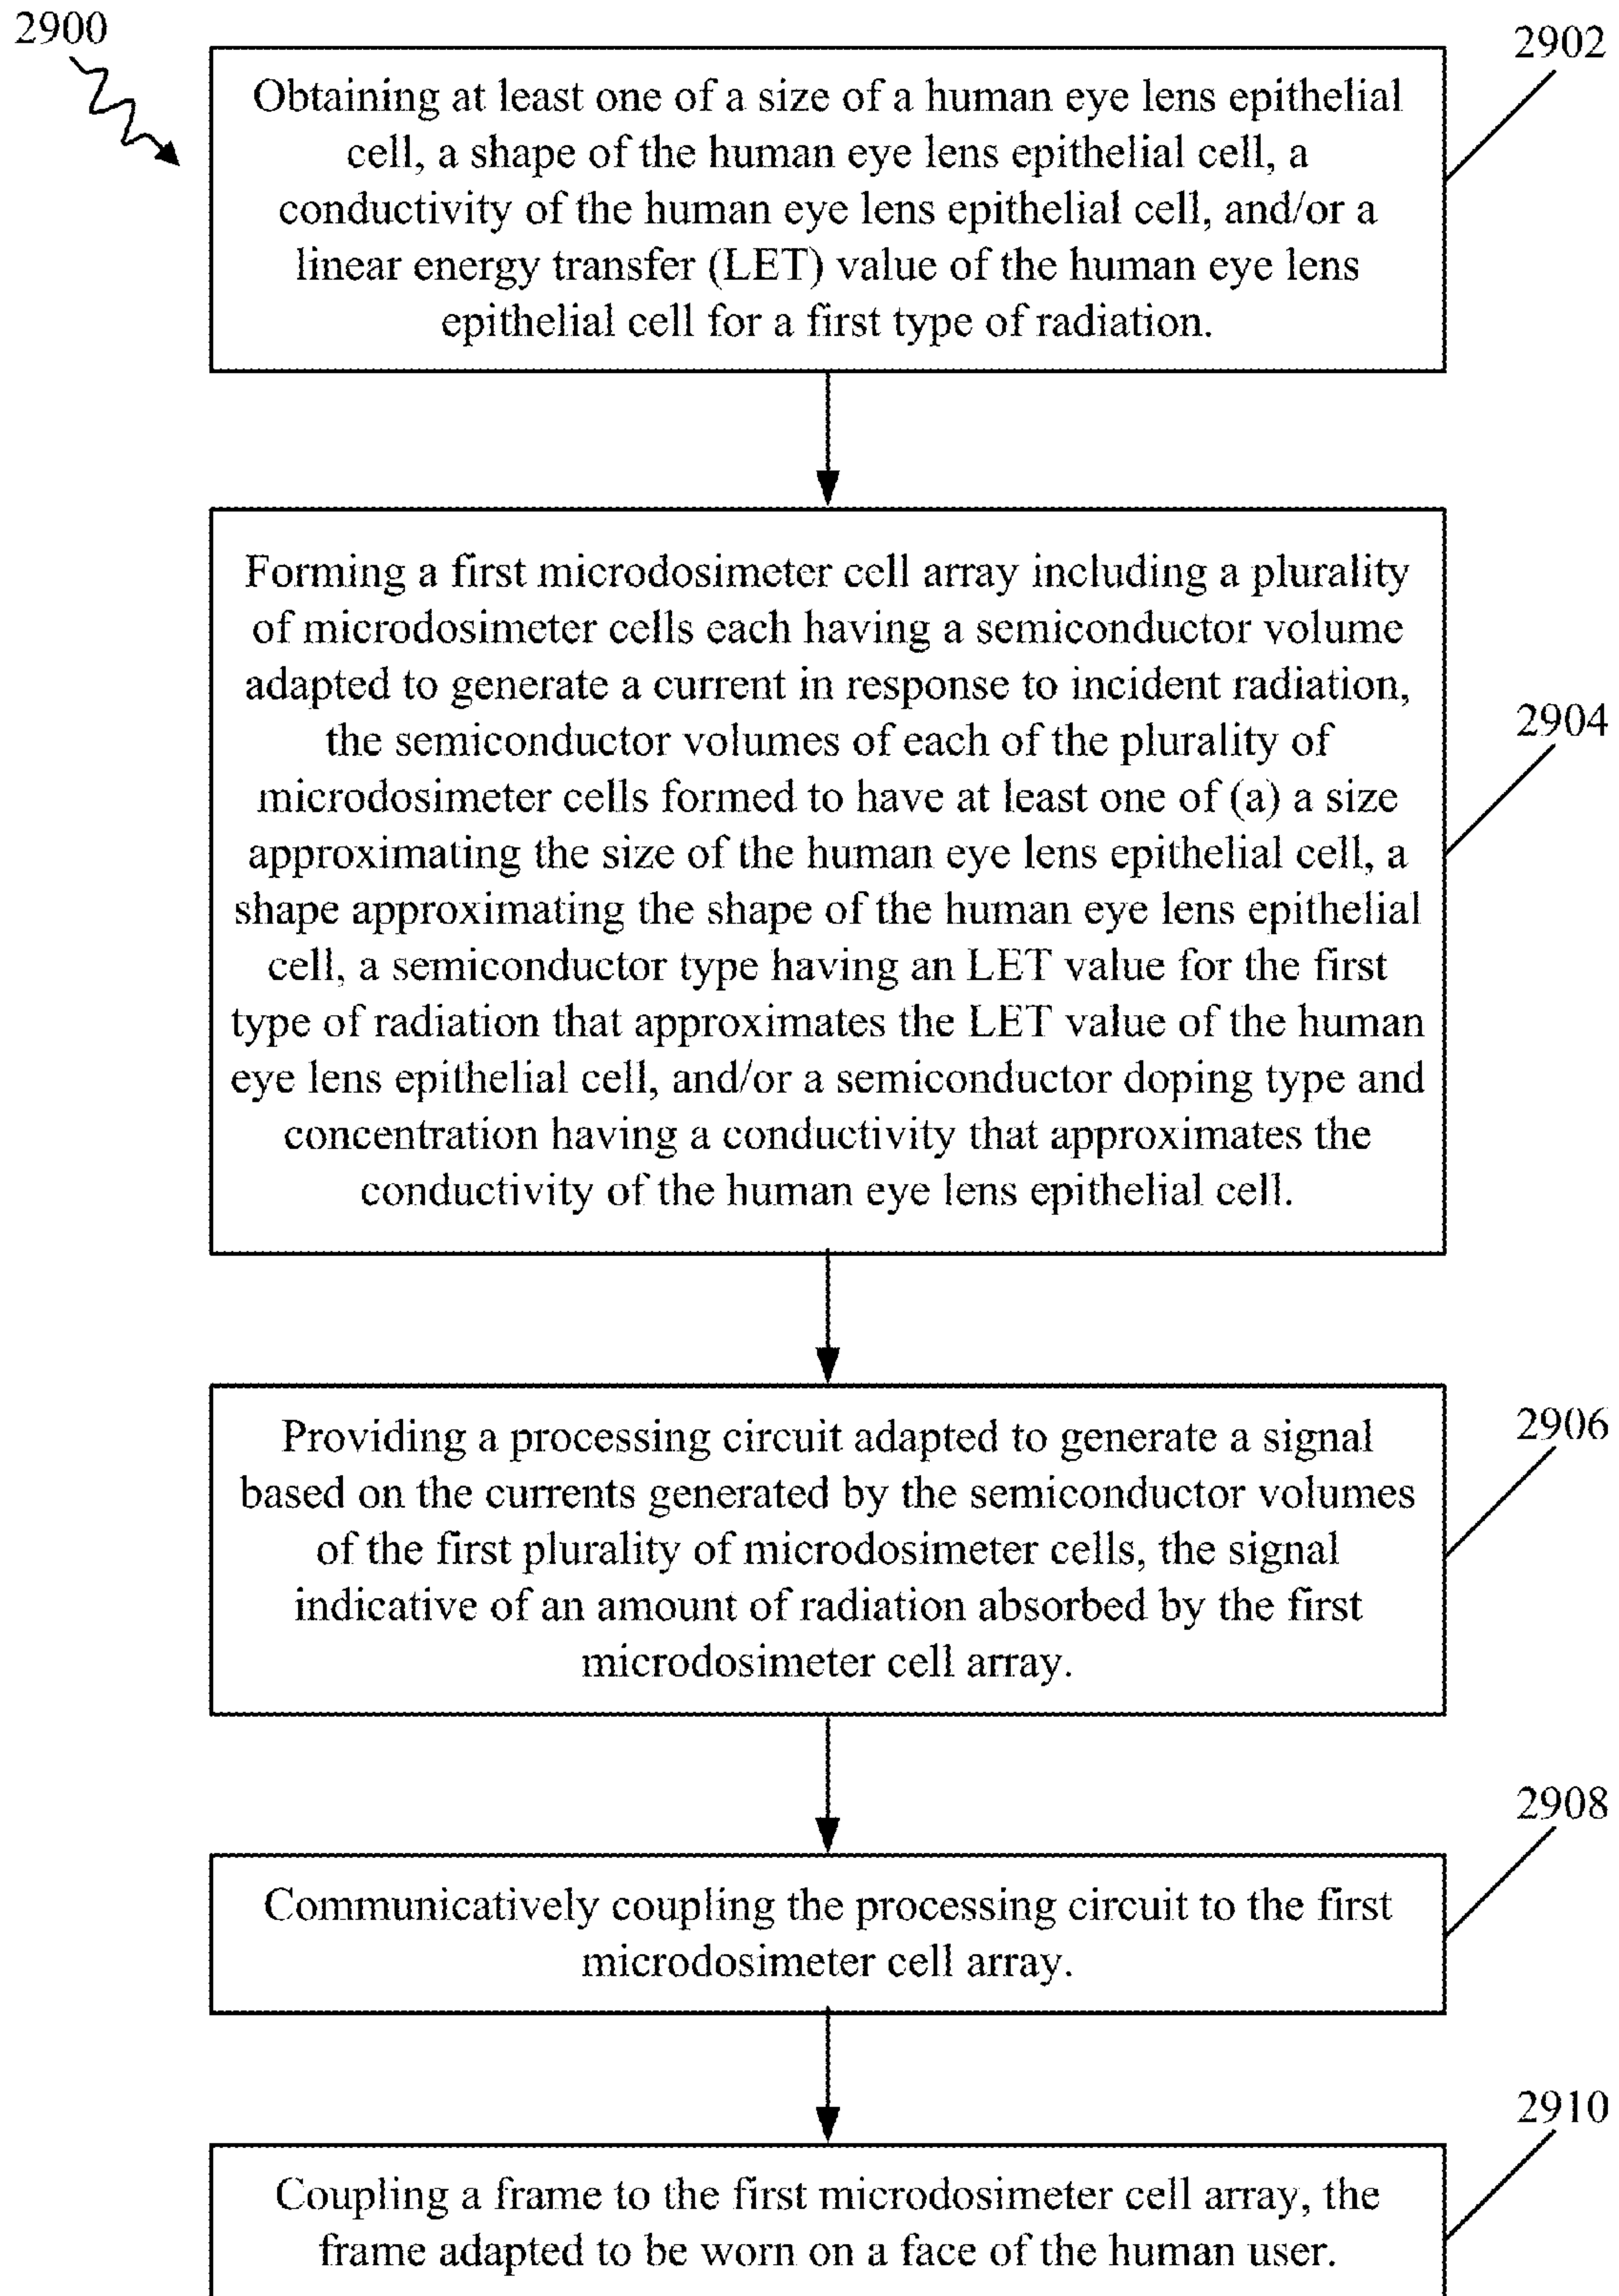 2900
2902
Obtaining at least one of a size of a human eye lens epithelial
cell, a shape of the human eye lens epithelial cell, a
conductivity of the human eye lens epithelial cell, and/or a
linear energy transfer (LET) value of the human eye lens
epithelial cell for a first type of radiation.
2904
Forming a first microdosimeter cell array including a plurality
of microdosimeter cells each having a semiconductor volume
adapted to generate a current in response to incident radiation,
the semiconductor volumes of each of the plurality of
microdosimeter cells formed to have at least one of (a) a size
approximating the size of the human eye lens epithelial cell, a
shape approximating the shape of the human eye lens epithelial
cell, a semiconductor type having an LET value for the first
type of radiation that approximates the LET value of the human
eye lens epithelial cell, and/or a semiconductor doping type and
concentration having a conductivity that approximates the
conductivity of the human eye lens epithelial cell.
2906
Providing a processing circuit adapted to generate a signal
based on the currents generated by the semiconductor volumes
of the first plurality of microdosimeter cells, the signal
indicative of an amount of radiation absorbed by the first
microdosimeter cell array.
2908
Communicatively coupling the processing circuit to the first
microdosimeter cell array.
2910
Coupling a frame to the first microdosimeter cell array, the
frame adapted to be worn on a face of the human user.